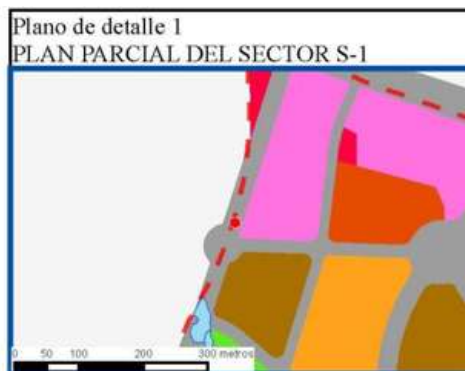 Plano de detalle 1
PLAN PARCIAL DEL SECTOR S-1
0 50 100 200 300 metros